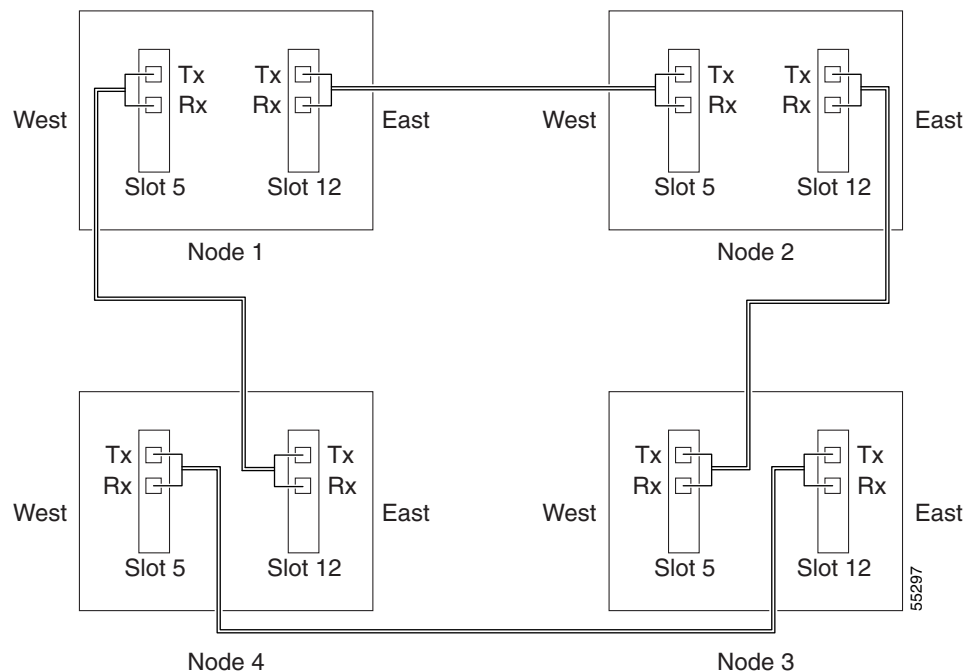 Tx Tx Tx Tx
Rx Rx Rx Rx
West East West East
Slot 5 Slot 12 Slot 5 Slot 12
Node 1 Node 2
Tx Tx Tx Tx
Rx Rx Rx Rx
West East West East
Slot 5 Slot 12 Slot 5 Slot 12
55297
Node 4 Node 3